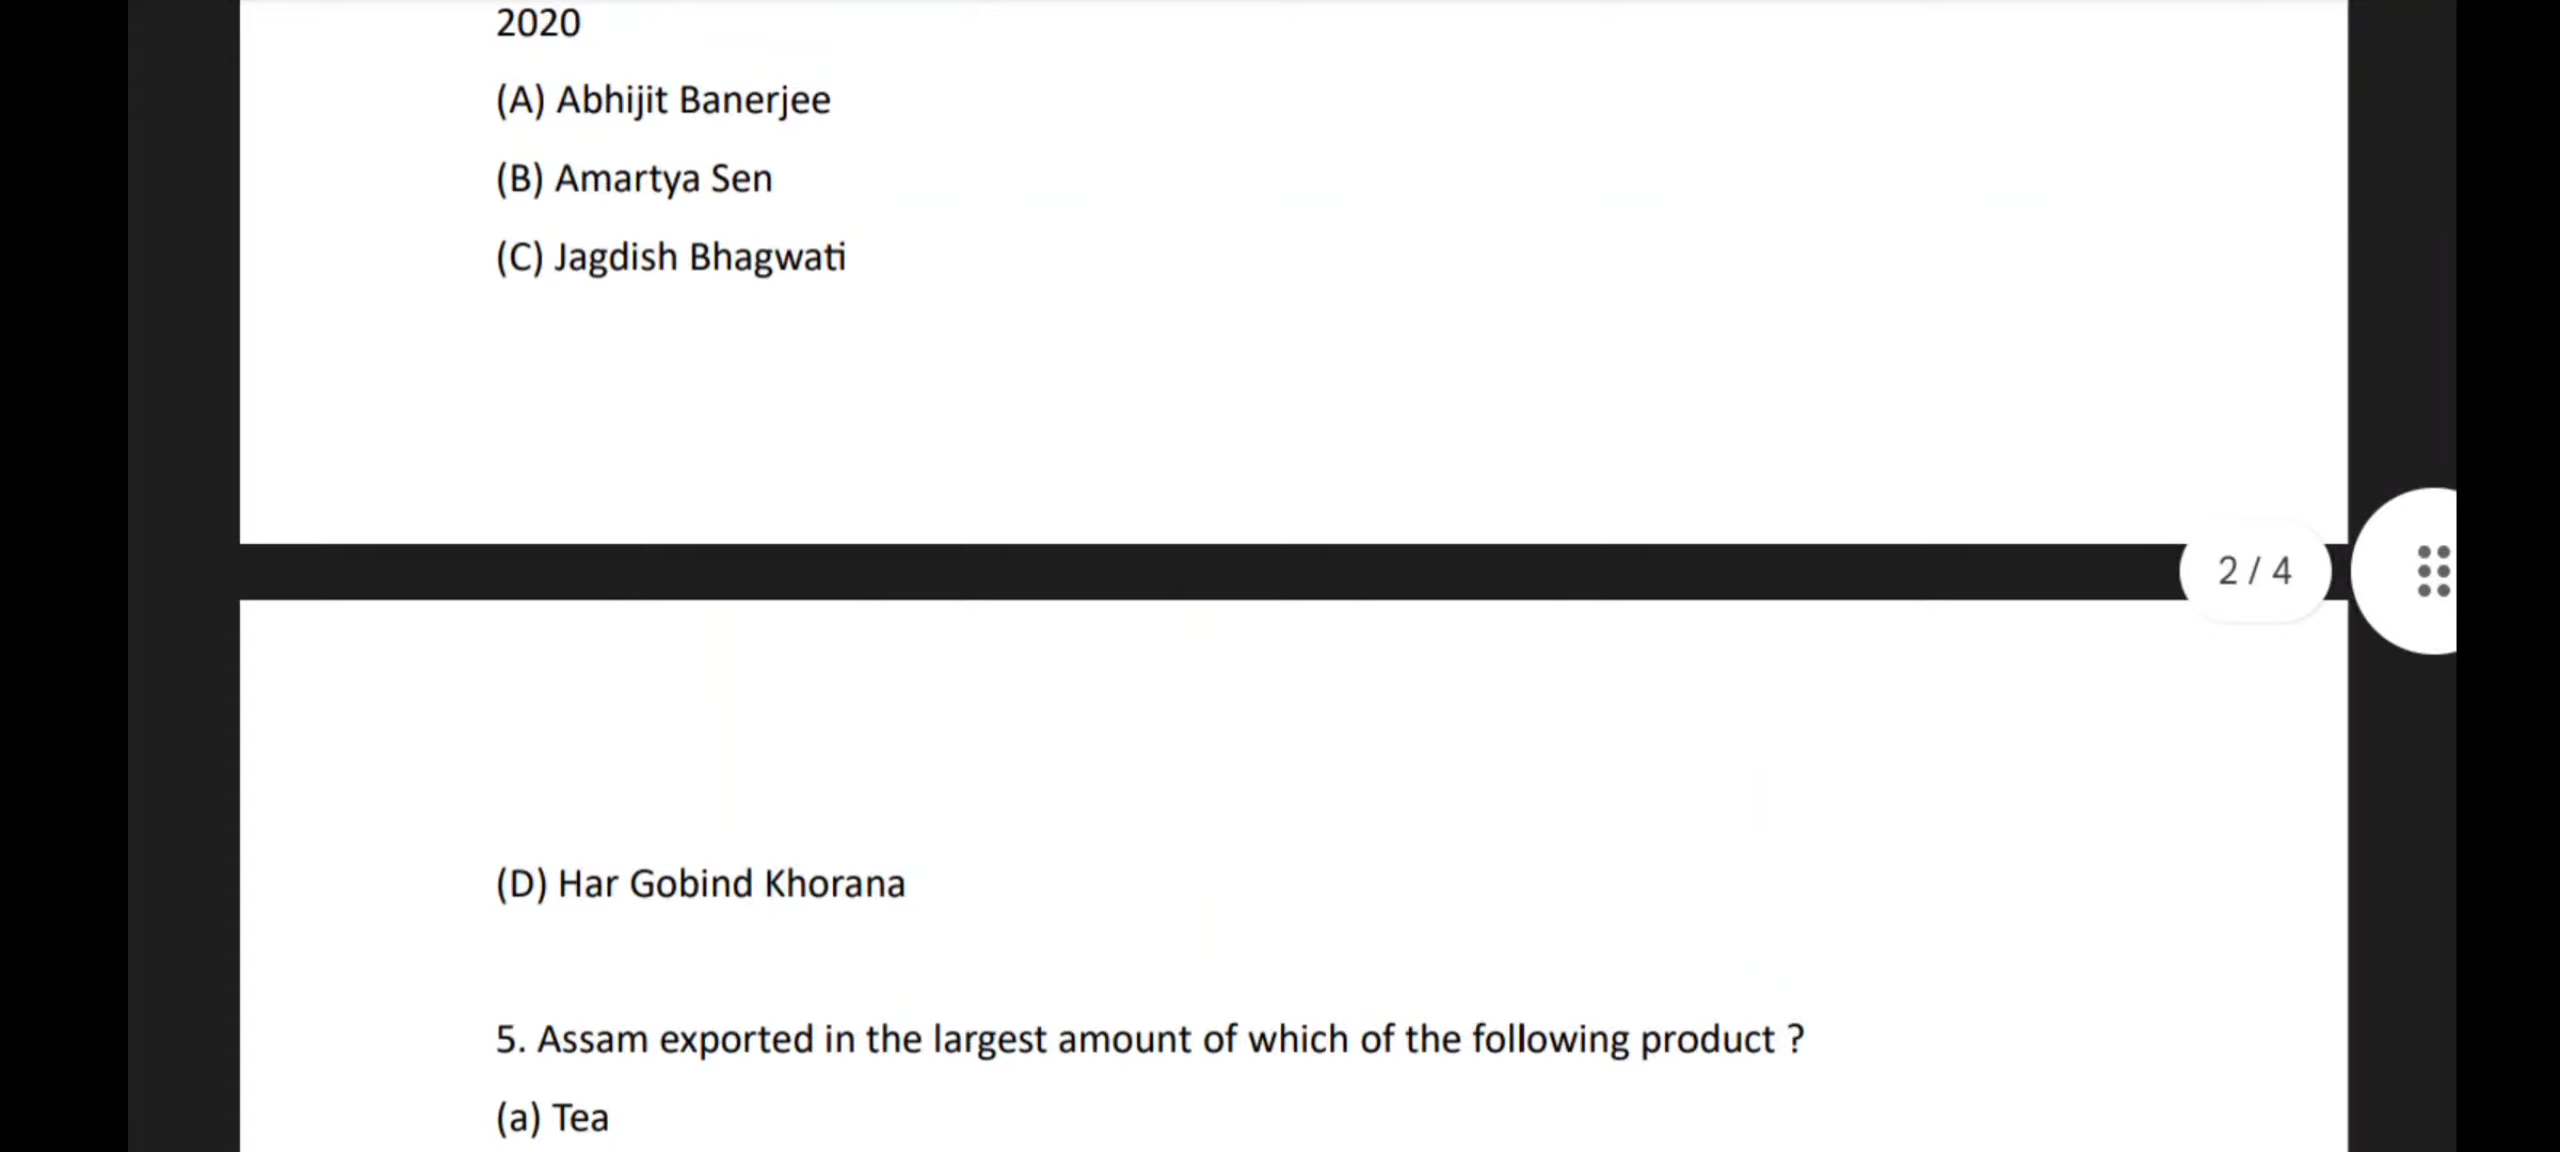 2020
(A) Abhijit Banerjee
(B) Amartya Sen
(C) Jagdish Bhagwati
2 / 4
(D) Har Gobind Khorana
5. Assam exported in the largest amount of which of the following product ?
(a) Tea